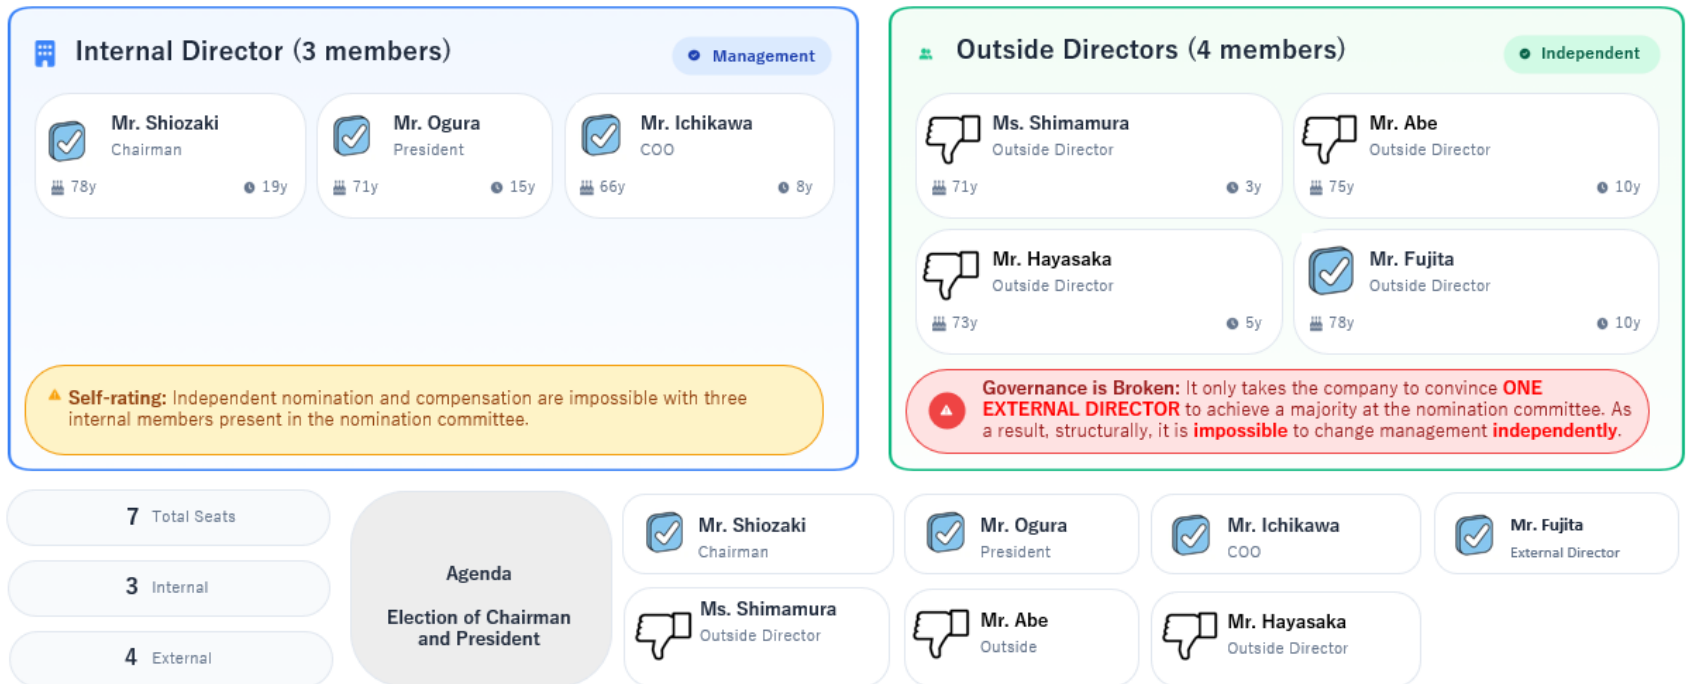 Internal Director (3 members)
Management
Mr. Shiozaki
Chairman
78y
19y
Mr. Ogura
President
71y
15y
Mr. Ichikawa
COO
66y
8y
Self-rating: Independent nomination and compensation are impossible with three
internal members present in the nomination committee.
Outside Directors (4 members)
Independent
Ms. Shimamura
Outside Director
71y
3y
Mr. Abe
Outside Director
75y
10y
Mr. Hayasaka
Outside Director
73y
5y
Mr. Fujita
Outside Director
78y
10y
Governance is Broken: It only takes the company to convince ONE
EXTERNAL DIRECTOR to achieve a majority at the nomination committee. As
a result, structurally, it is impossible to change management independently.
7 Total Seats
3 Internal
4 External
Agenda
Election of Chairman
and President
Mr. Shiozaki
Chairman
Mr. Ogura
President
Mr. Ichikawa
COO
Mr. Fujita
External Director
Ms. Shimamura
Outside Director
Mr. Abe
Outside
Mr. Hayasaka
Outside Director